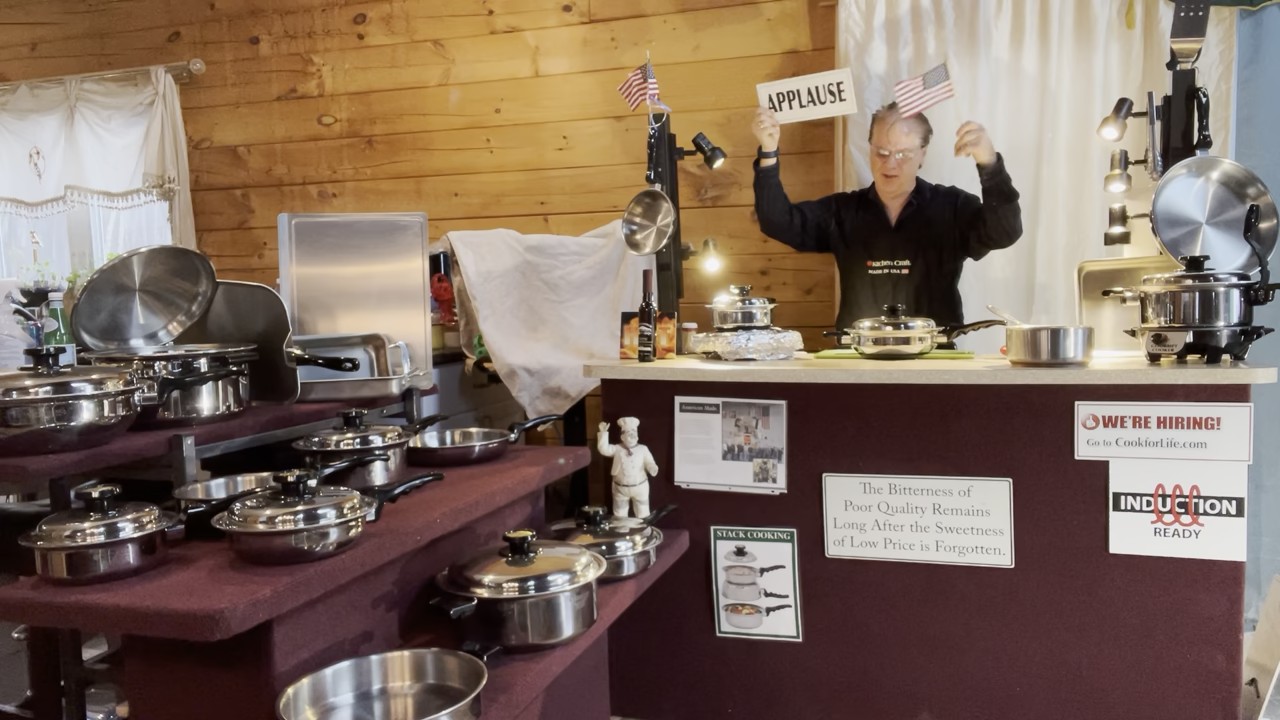 APPLAUSE
Kitchen Craft
MADE IN USA
American Made
WE'RE HIRING!
Go to CookforLife.com
INDUCTION
READY
The Bitterness of
Poor Quality Remains
Long After the Sweetness
of Low Price is Forgotten.
STACK COOKING